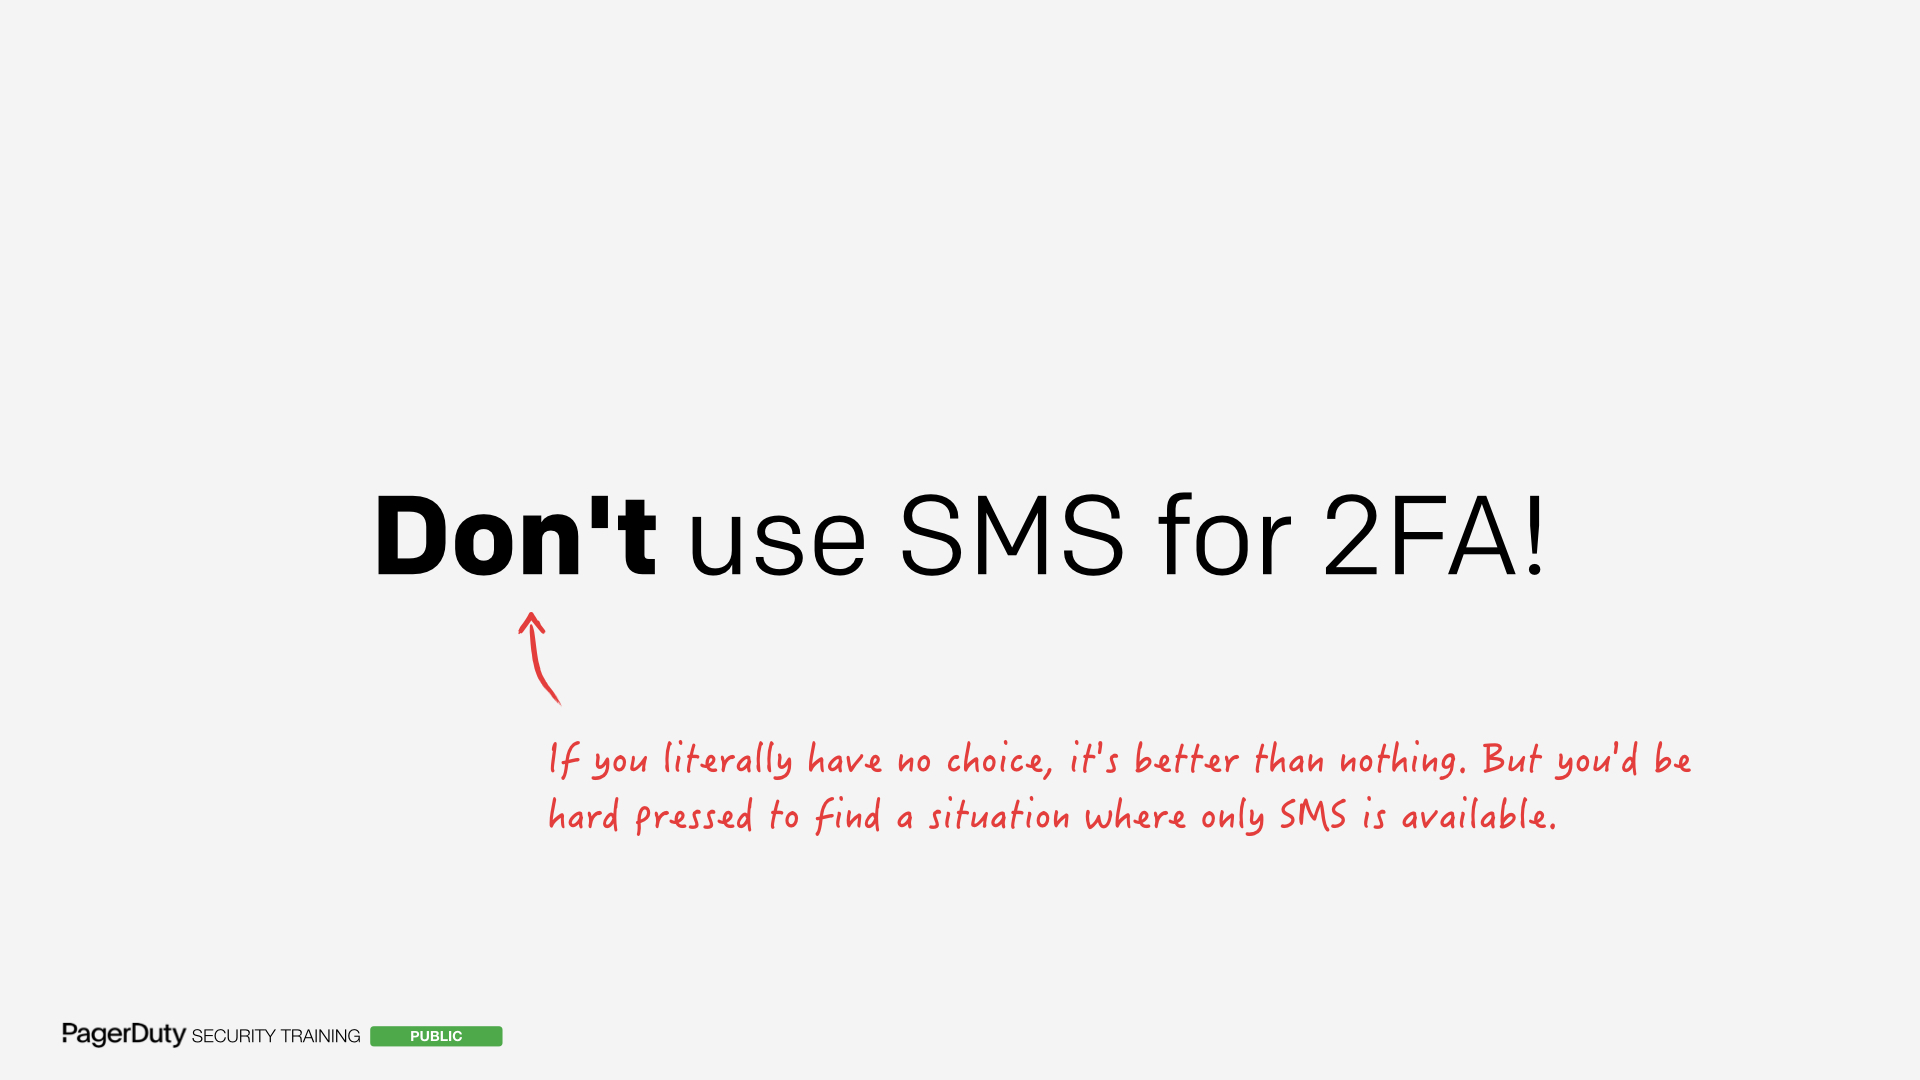 Don't use SMS for 2FA!
If you literally have no choice, it's better than nothing. But you'd be
hard pressed to find a situation where only SMS is available.
PagerDuty SECURITY TRAINING PUBLIC